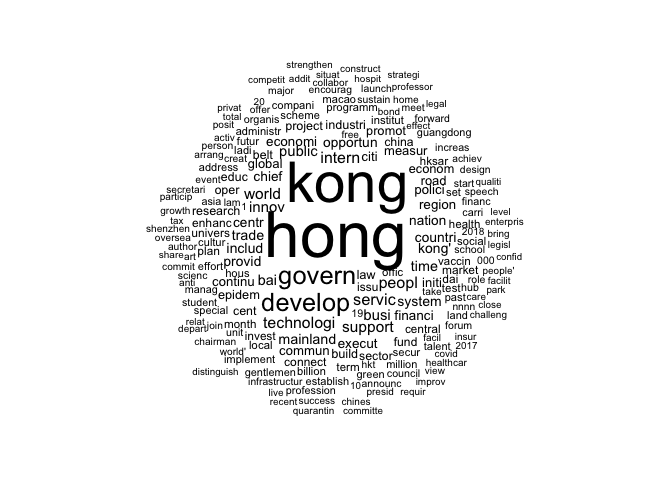 strengthen construct
situat collabor strategi
competit addit hospit
major encourag launch professor
20 compani macao sustain home
privat offer scheme programm bond meet legal
total organis project industri institut effect forward
posit administr free promot guangdong
activ futur economi opportun china increas
person ladi public intern citi measur hksar achiev
arrang creat belt global econom design
address educ chief kong road start qualiti
event world polici set speech
secretari oper innov region financ
particip asia lam 1 carri level
growth research nation health enterpris
tax enhanc centr hong countri 2018 bring
shenzhen univers trade social legisl
oversea cultur kong' school
author plan includ time vaccin 000 confid
share art provid govern law offic market people'
commit effort hous peopl initi dai role facilit
scienc continu bai issu test hub park
anti manag epidem develop servic system take past care
student cent 19 busi financi nnnn close
special technologi support land challeng
relat join month central forum
depart unit mainland execut fund facil insur
chairman local invest sector secur talent 2017
world' commun build covid
implement connect term hkt million healthcar
distinguish gentlemen billion green council view
infrastructur establish 10 announc improv
live profession presid requir
recent success chines
quarantin committe